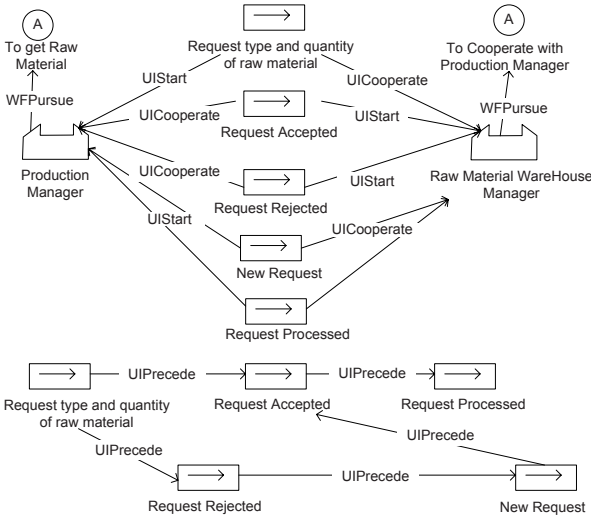 A
A
To get Raw
Material
Request type and quantity
of raw material
To Cooperate with
Production Manager
UIStart
UICooperate
WFPursue
WFPursue
UICooperate
UIStart
Request Accepted
Production
Manager
UICooperate
UIStart
Raw Material WareHouse
Manager
Request Rejected
UIStart
UICooperate
New Request
Request Processed
UIPrecede
UIPrecede
Request type and quantity
of raw material
Request Accepted
Request Processed
UIPrecede
UIPrecede
UIPrecede
Request Rejected
New Request